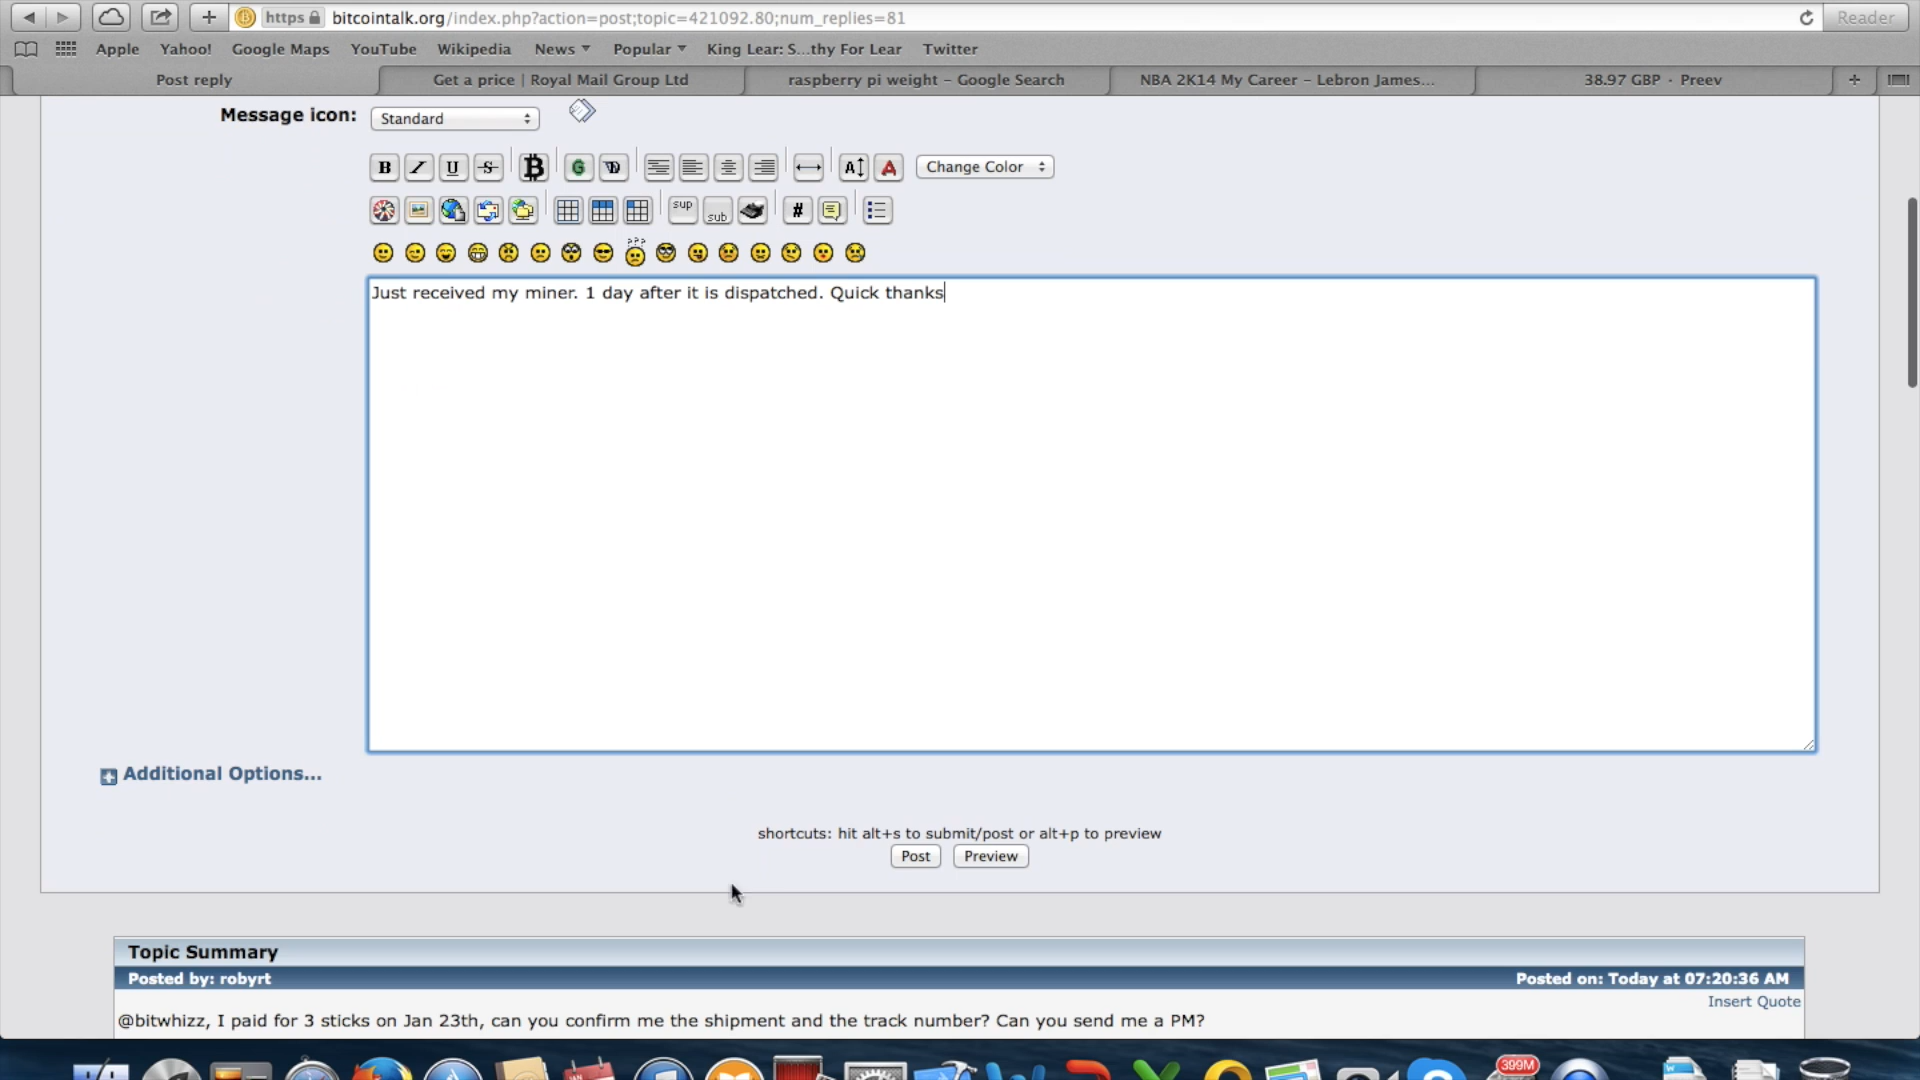 https bitcointalk.org/index.php?action=post;topic=421092.80;num_replies=81 Reader
Apple Yahoo! Google Maps YouTube Wikipedia News Popular King Lear: S...thy For Lear Twitter
Post reply Get a price | Royal Mail Group Ltd raspberry pi weight – Google Search NBA 2K14 My Career – Lebron James... 38.97 GBP · Preev
Message icon: Standard
B I U S B G A A Change Color
sup sub #
???
Just received my miner. 1 day after it is dispatched. Quick thanks
Additional Options...
shortcuts: hit alt+s to submit/post or alt+p to preview
Post Preview
Topic Summary
Posted by: robyrt Posted on: Today at 07:20:36 AM
Insert Quote
@bitwhizz, I paid for 3 sticks on Jan 23th, can you confirm me the shipment and the track number? Can you send me a PM?
JAN 399M